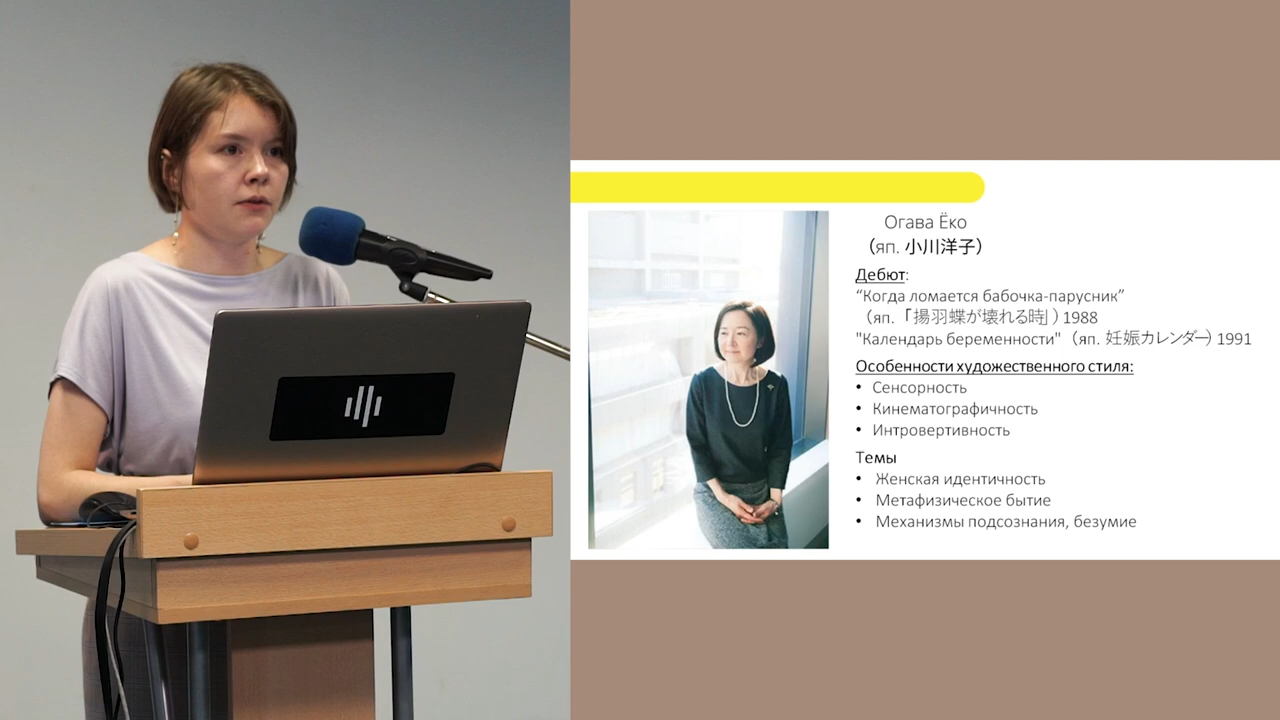 Огава Ёко
(яп. 小川洋子)
Дебют:
“Когда ломается бабочка-парусник”
(яп. 「揚羽蝶が壊れる時」) 1988
"Календарь беременности" (яп. 妊娠カレンダー) 1991
Особенности художественного стиля:
• Сенсорность
• Кинематографичность
• Интровертивность
Темы
• Женская идентичность
• Метафизическое бытие
• Механизмы подсознания, безумие